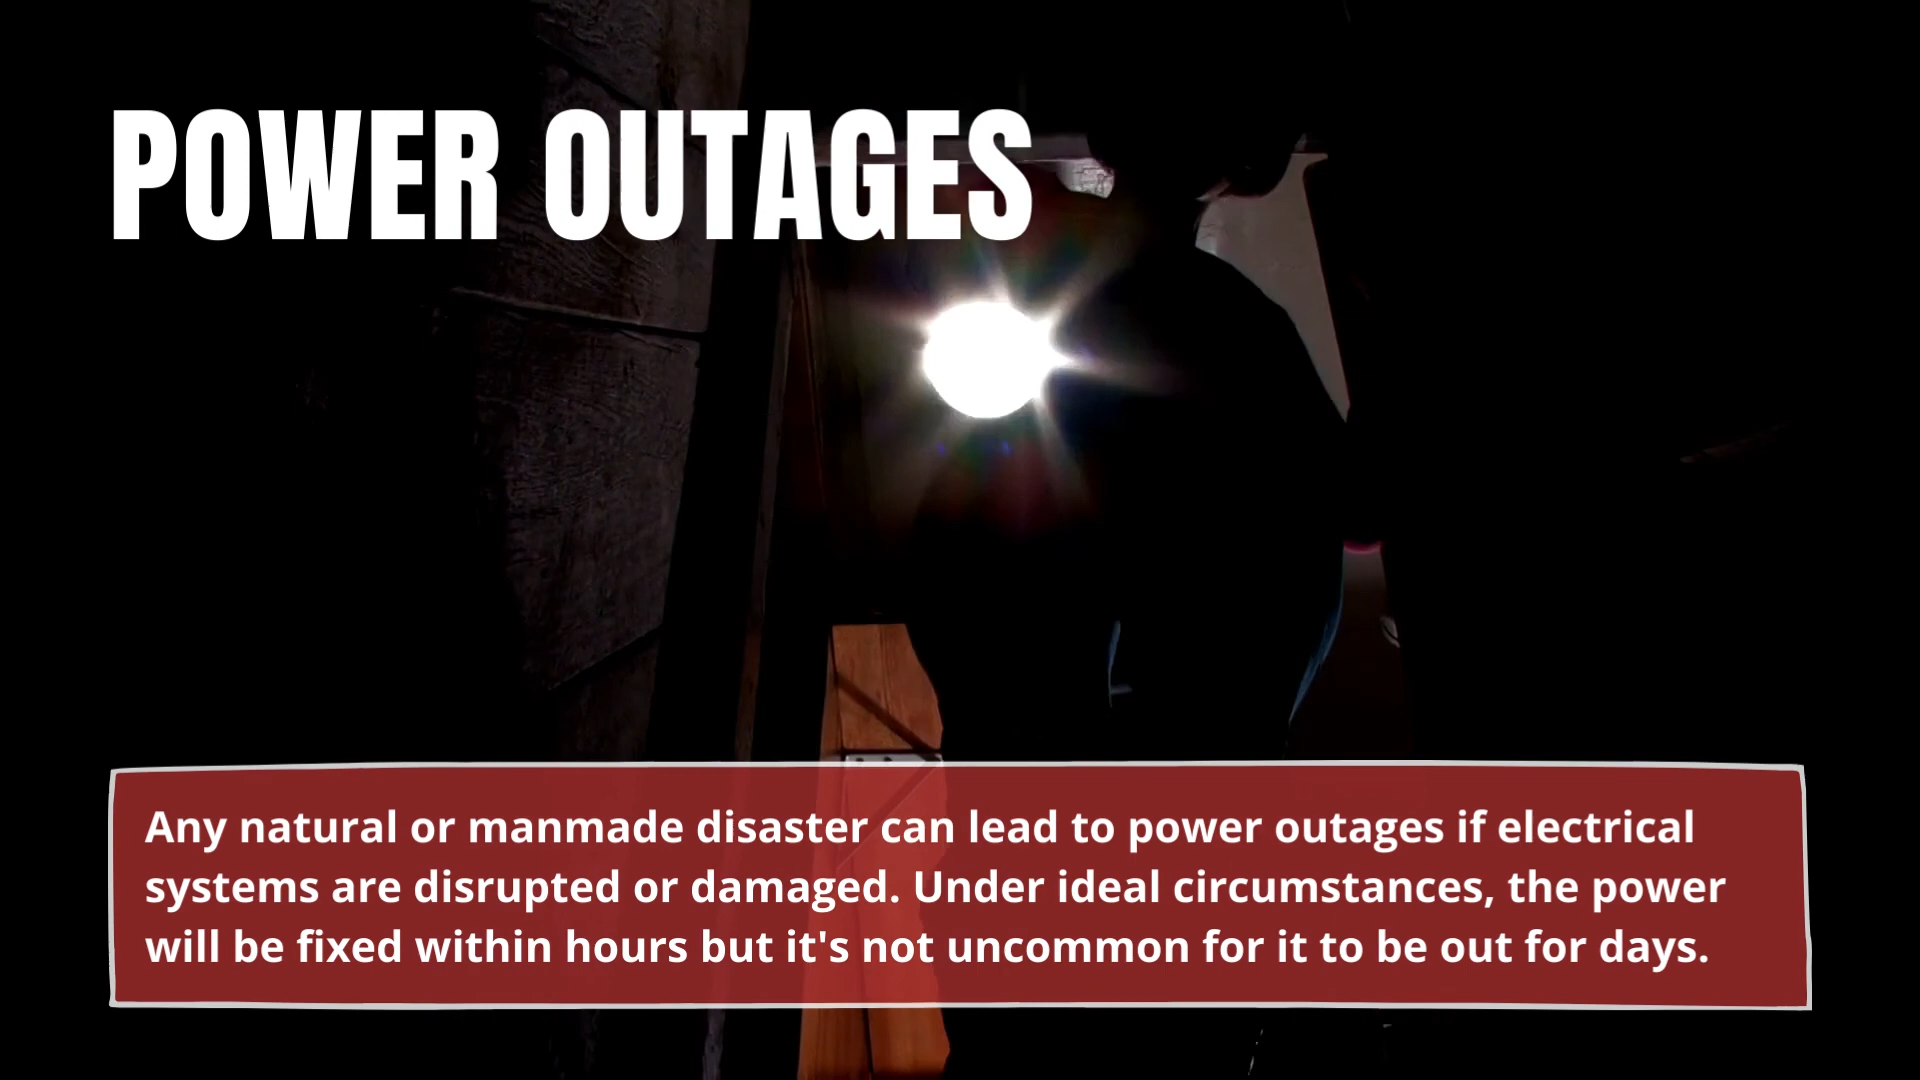 POWER OUTAGES
Any natural or manmade disaster can lead to power outages if electrical
systems are disrupted or damaged. Under ideal circumstances, the power
will be fixed within hours but it's not uncommon for it to be out for days.